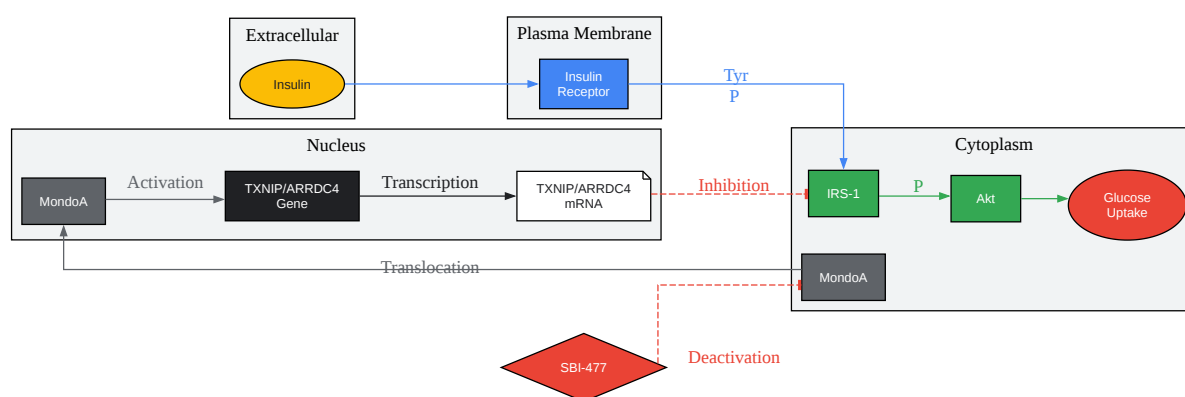 Extracellular
Insulin
Plasma Membrane
Insulin
Receptor
Tyr
P
Nucleus
MondoA
Activation
TXNIP/ARRDC4
Gene
Transcription
TXNIP/ARRDC4
mRNA
Inhibition
Cytoplasm
IRS-1
P
Akt
Glucose
Uptake
Translocation
MondoA
SBI-477
Deactivation